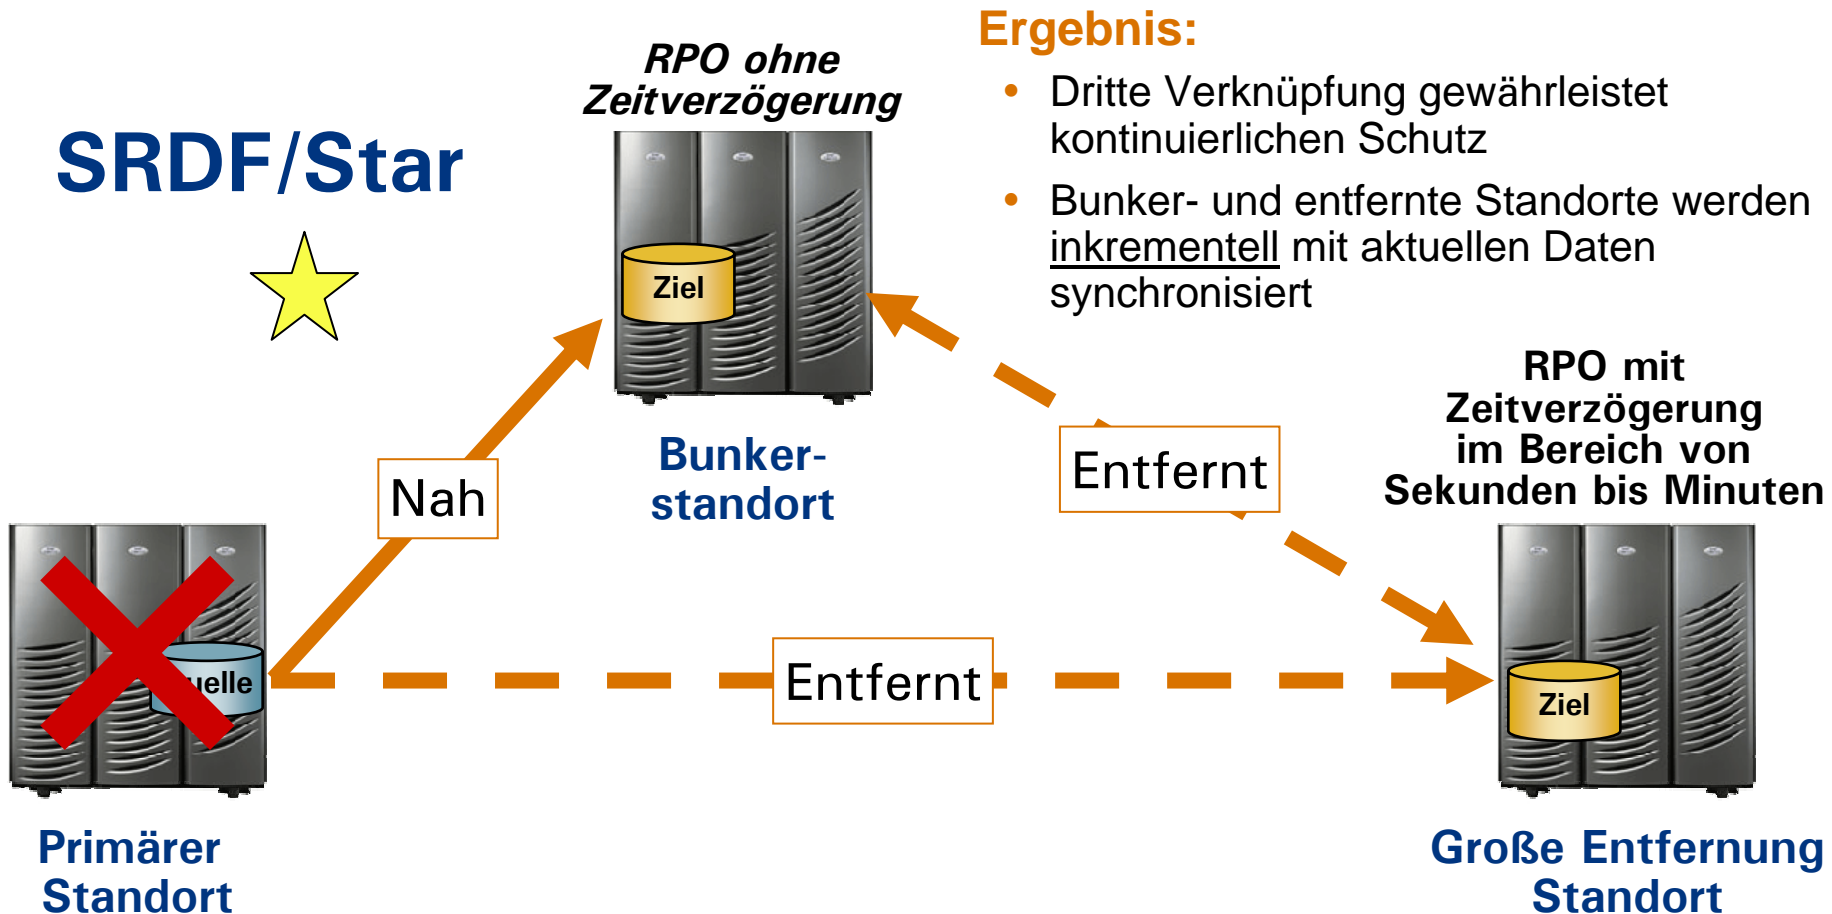 SRDF/Star
RPO ohne
Zeitverzögerung
Ergebnis:
• Dritte Verknüpfung gewährleistet
kontinuierlichen Schutz
• Bunker- und entfernte Standorte werden
inkrementell mit aktuellen Daten
synchronisiert
Ziel
Bunker-
standort
Nah
Entfernt
RPO mit
Zeitverzögerung
im Bereich von
Sekunden bis Minuten
uelle
Entfernt
Ziel
Primärer
Standort
Große Entfernung
Standort